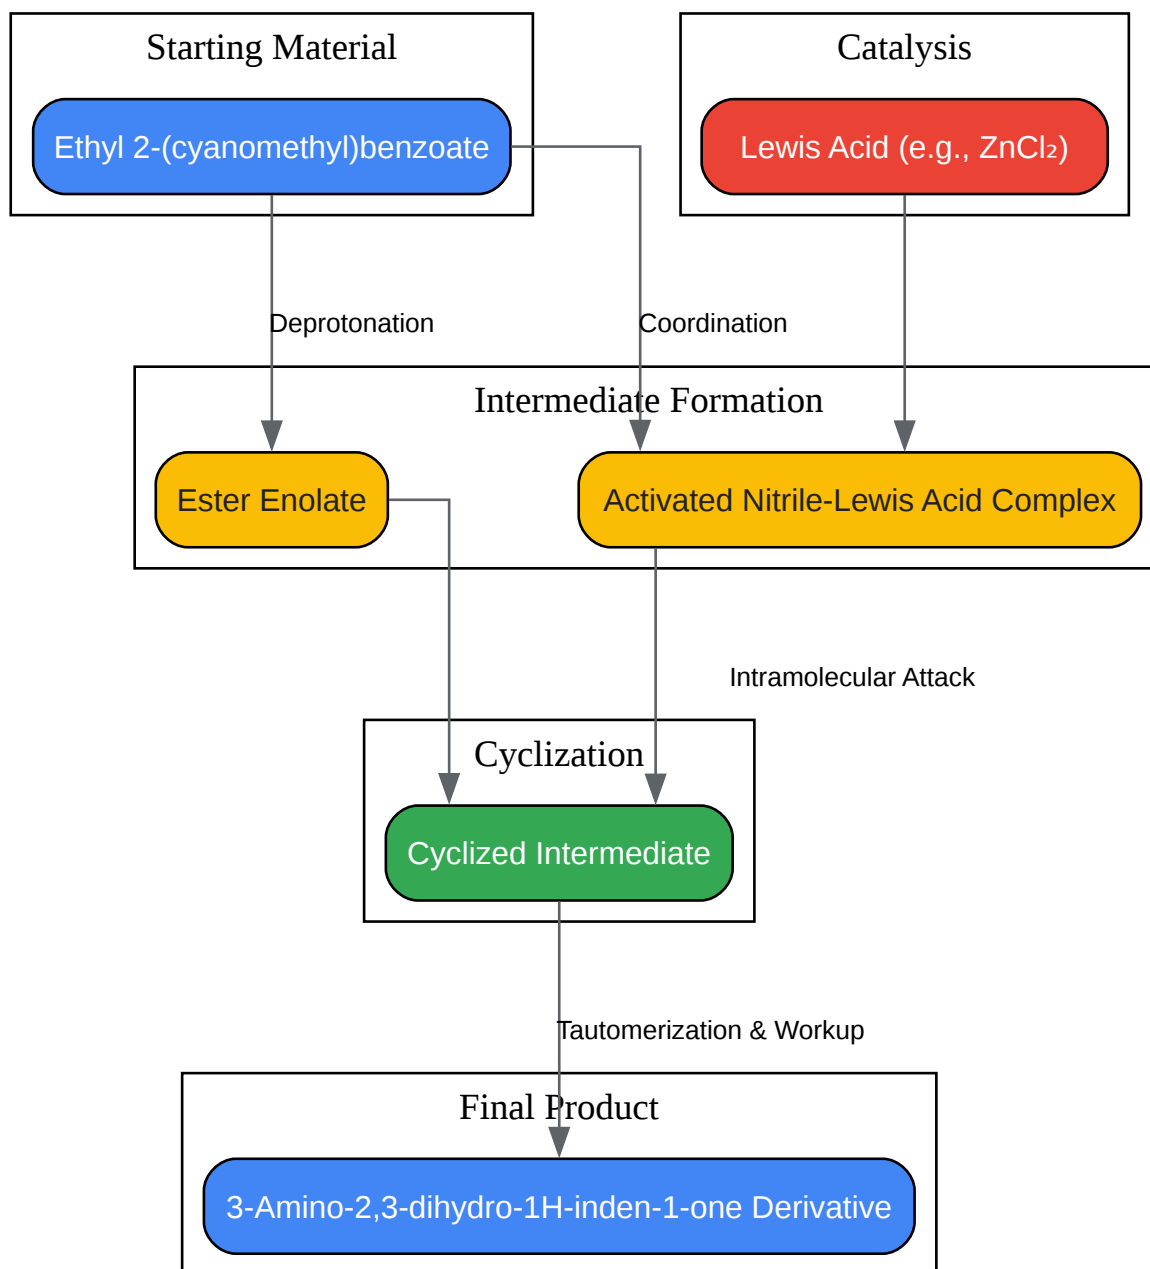 Starting Material
Catalysis
Ethyl 2-(cyanomethyl)benzoate
Lewis Acid (e.g., ZnCl₂)
Deprotonation
Coordination
Intermediate Formation
Ester Enolate
Activated Nitrile-Lewis Acid Complex
Intramolecular Attack
Cyclization
Cyclized Intermediate
Tautomerization & Workup
Final Product
3-Amino-2,3-dihydro-1H-inden-1-one Derivative